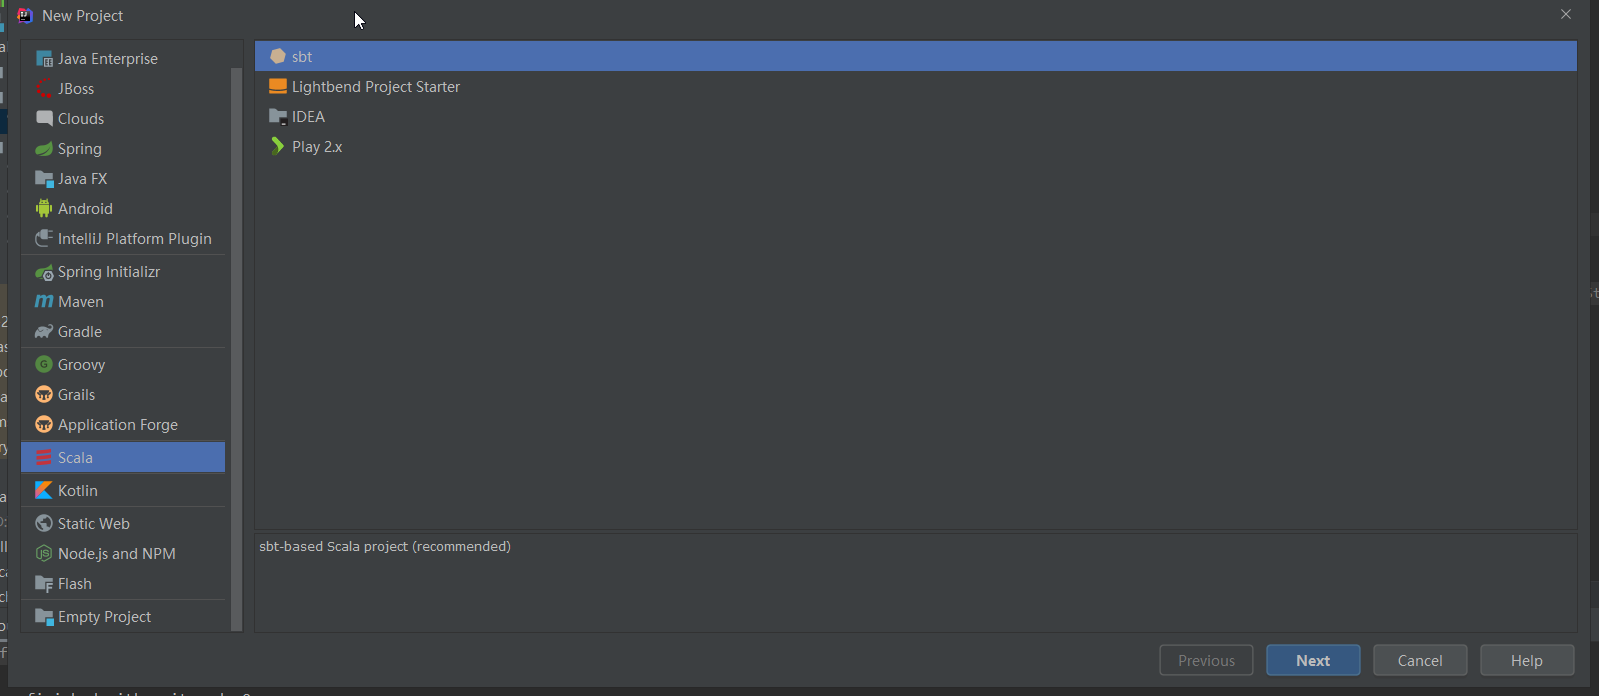 New Project
Java Enterprise
JBoss
Clouds
Spring
Java FX
Android
IntelliJ Platform Plugin
Spring Initializr
Maven
Gradle
Groovy
Grails
Application Forge
Scala
Kotlin
Static Web
Node.js and NPM
Flash
Empty Project
sbt
Lightbend Project Starter
IDEA
Play 2.x
sbt-based Scala project (recommended)
Previous
Next
Cancel
Help